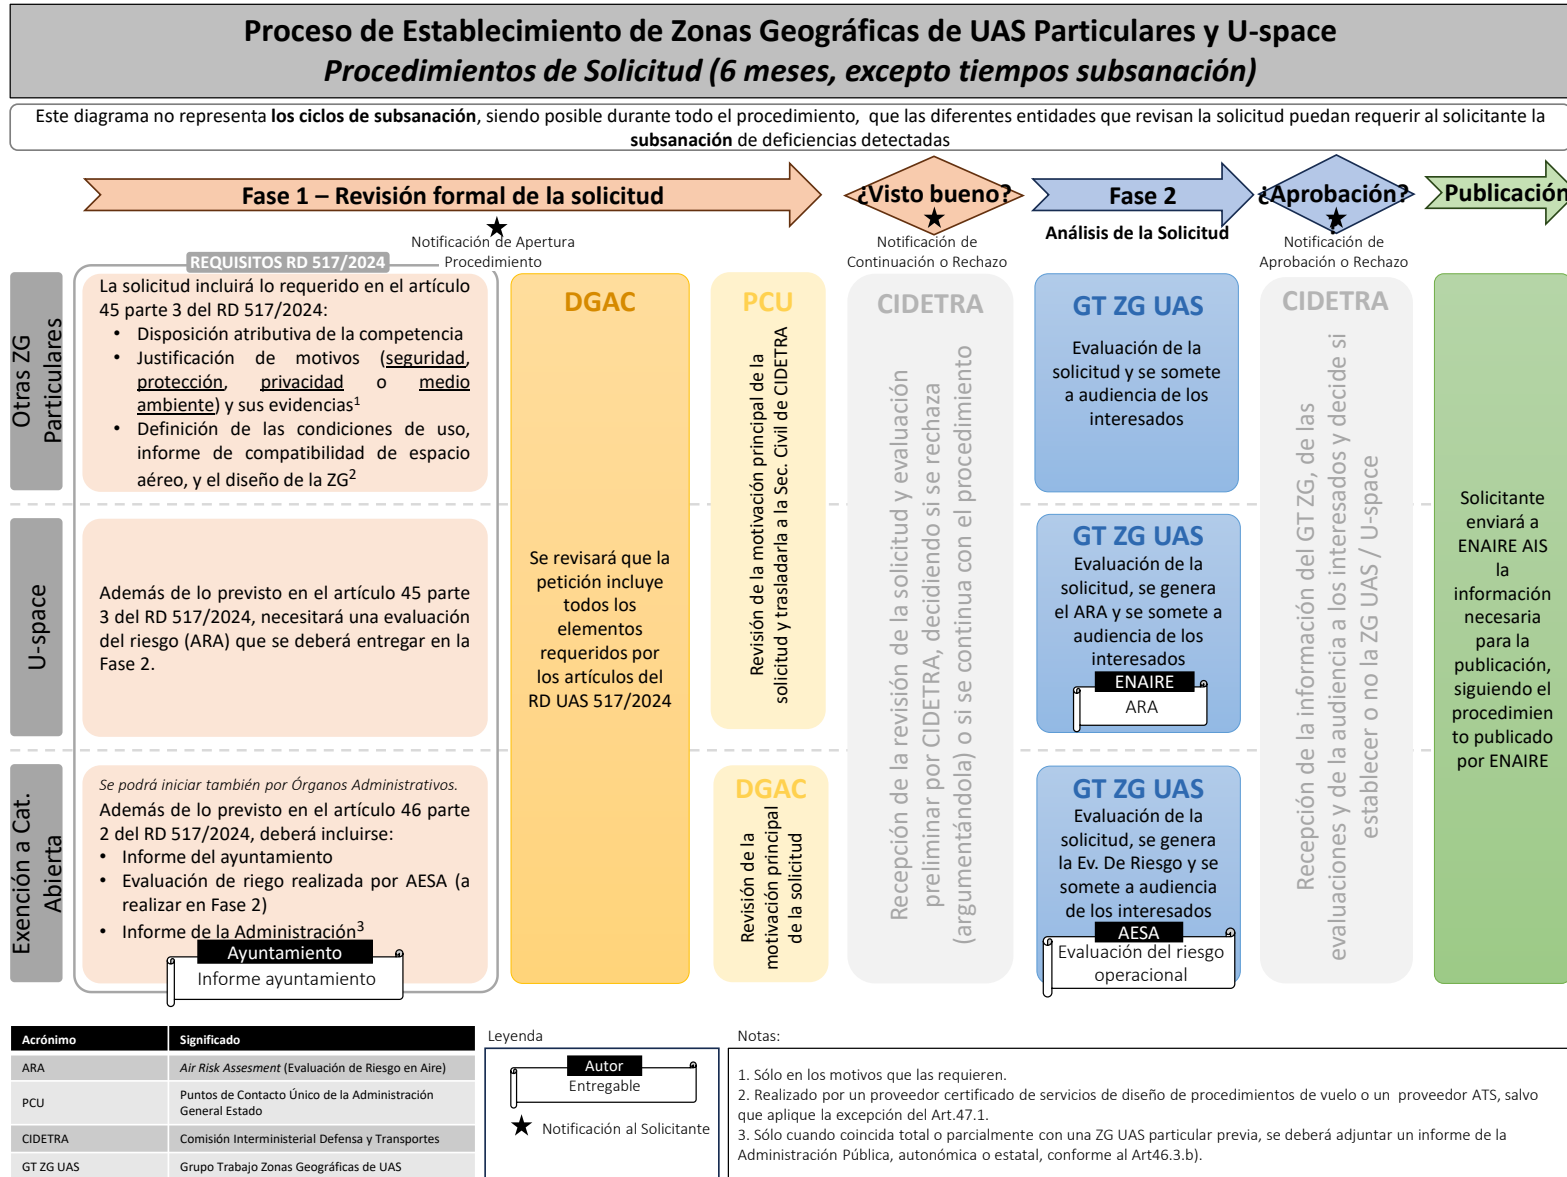 Proceso de Establecimiento de Zonas Geográficas de UAS Particulares y U-space
Procedimientos de Solicitud (6 meses, excepto tiempos subsanación)
Este diagrama no representa los ciclos de subsanación, siendo posible durante todo el procedimiento, que las diferentes entidades que revisan la solicitud puedan requerir al solicitante la
subsanación de deficiencias detectadas
Fase 1 – Revisión formal de la solicitud
¿Visto bueno?
Fase 2
¿Aprobación?
Publicación
Notificación de Apertura
Procedimiento
Notificación de
Continuación o Rechazo
Análisis de la Solicitud
Notificación de
Aprobación o Rechazo
REQUISITOS RD 517/2024
Otras ZG
Particulares
La solicitud incluirá lo requerido en el artículo
45 parte 3 del RD 517/2024:
• Disposición atributiva de la competencia
• Justificación de motivos (seguridad,
protección, privacidad o medio
ambiente) y sus evidencias1
• Definición de las condiciones de uso,
informe de compatibilidad de espacio
aéreo, y el diseño de la ZG2
U-space
Además de lo previsto en el artículo 45 parte
3 del RD 517/2024, necesitará una evaluación
del riesgo (ARA) que se deberá entregar en la
Fase 2.
Exención a Cat.
Abierta
Se podrá iniciar también por Órganos Administrativos.
Además de lo previsto en el artículo 46 parte
2 del RD 517/2024, deberá incluirse:
• Informe del ayuntamiento
• Evaluación de riego realizada por AESA (a
realizar en Fase 2)
• Informe de la Administración3
Ayuntamiento
Informe ayuntamiento
DGAC
Se revisará que la
petición incluye
todos los
elementos
requeridos por
los artículos del
RD UAS 517/2024
PCU
Revisión de la motivación principal de la
solicitud y trasladarla a la Sec. Civil de CIDETRA
DGAC
Revisión de la
motivación principal
de la solicitud
CIDETRA
Recepción de la revisión de la solicitud y evaluación
preliminar por CIDETRA, decidiendo si se rechaza
(argumentándola) o si se continua con el procedimiento
GT ZG UAS
Evaluación de la
solicitud y se somete
a audiencia de los
interesados
GT ZG UAS
Evaluación de la
solicitud, se genera
el ARA y se somete a
audiencia de los
interesados
ENAIRE
ARA
GT ZG UAS
Evaluación de la
solicitud, se genera
la Ev. De Riesgo y se
somete a audiencia
de los interesados
AESA
Evaluación del riesgo
operacional
CIDETRA
Recepción de la información del GT ZG, de las
evaluaciones y de la audiencia a los interesados y decide si
establecer o no la ZG UAS / U-space
Solicitante
enviará a
ENAIRE AIS
la
información
necesaria
para la
publicación,
siguiendo el
procedimien
to publicado
por ENAIRE
Acrónimo Significado
ARA Air Risk Assesment (Evaluación de Riesgo en Aire)
PCU Puntos de Contacto Único de la Administración
General Estado
CIDETRA Comisión Interministerial Defensa y Transportes
GT ZG UAS Grupo Trabajo Zonas Geográficas de UAS
Leyenda
Autor
Entregable
Notificación al Solicitante
Notas:
1. Sólo en los motivos que las requieren.
2. Realizado por un proveedor certificado de servicios de diseño de procedimientos de vuelo o un proveedor ATS, salvo
que aplique la excepción del Art.47.1.
3. Sólo cuando coincida total o parcialmente con una ZG UAS particular previa, se deberá adjuntar un informe de la
Administración Pública, autonómica o estatal, conforme al Art46.3.b).